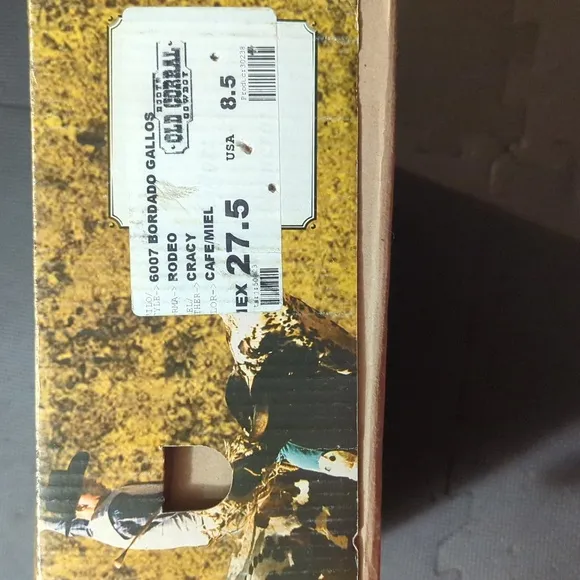 BOOTS
OLD CORRAL
COWBOY
6007 BORDADO GALLOS
RODEO
CRACY
CAFE/MIEL
MEX 27.5 USA 8.5